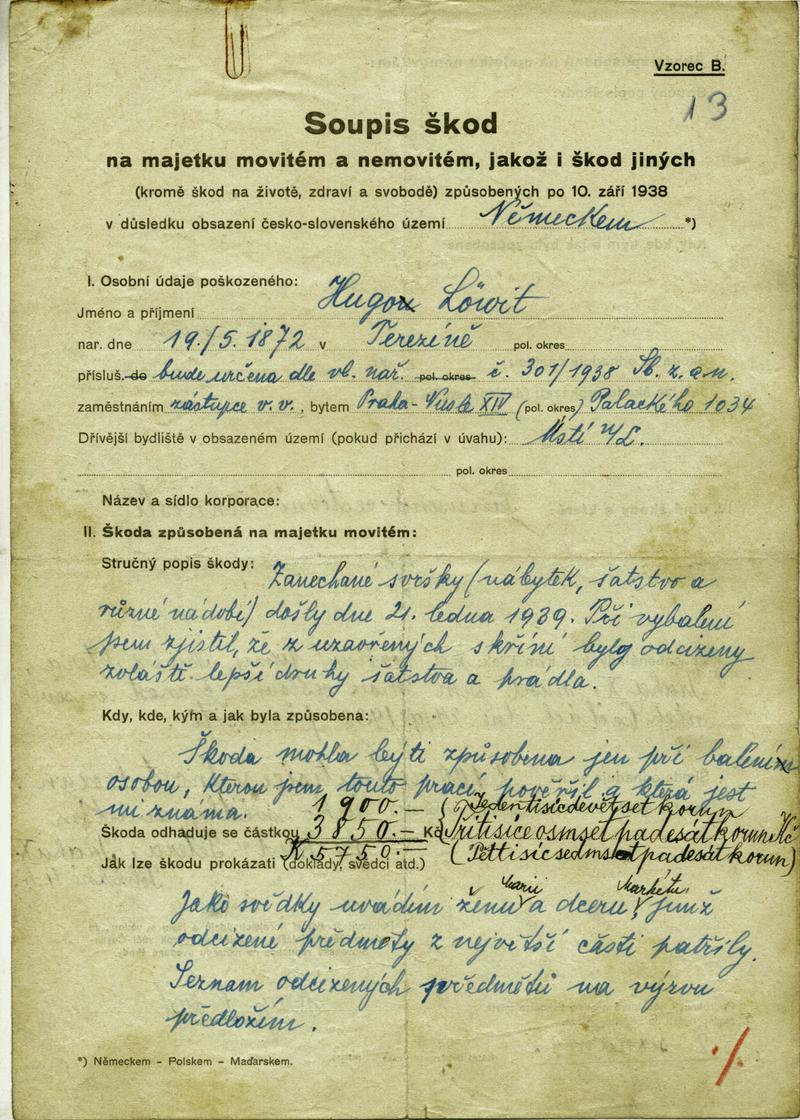 Vzorec B.
13
Soupis škod
na majetku movitém a nemovitém, jakož i škod jiných
(kromě škod na životě, zdraví a svobodě) způsobených po 10. září 1938
v důsledku obsazení česko-slovenského území Německem *)
I. Osobní údaje poškozeného:
Jméno a příjmení Hugo Löwit
nar. dne 19./5. 1872 v Terezíně pol. okres
přísluš. do bude určena dle vl. nař. pol. okres č. 301/1938 Sb. z. a n.
zaměstnáním zástupce v. v., bytem Praha-Nusle XIV (pol. okres) Palackého 1034
Dřívější bydliště v obsazeném území (pokud přichází v úvahu): Ústí n/L.
pol. okres
Název a sídlo korporace:
II. Škoda způsobená na majetku movitém:
Stručný popis škody: Zanechané svršky (nábytek, šatstvo a
různé nádobí) došly dne 21. ledna 1939. Při vybalení
jsem zjistil, že z uzavřených skříní bylo odcizeny
zvláště lepší druhy šatstva a prádla.
Kdy, kde, kým a jak byla způsobena:
Škoda mohla býti způsobena jen při balení
osobou, kterou jsem touto prací pověřil a která jest
mi známa. 1900.— (Jedentisícdevětset korun
Škoda odhaduje se částkou 3850.— Kč Třitisíceosmsetpadesátkorun Kč
K 5750.— (Pěttisícsedmsetpadesátkorun)
Jak lze škodu prokázati (doklady, svědci atd.)
Marii Markétu
Jako svědky uvádím ženu a dceru, jimž
odcizené předměty z největší části patřily.
Seznam odcizených předmětů na výzvu
předložím.
*) Německem - Polskem - Maďarskem.
./.